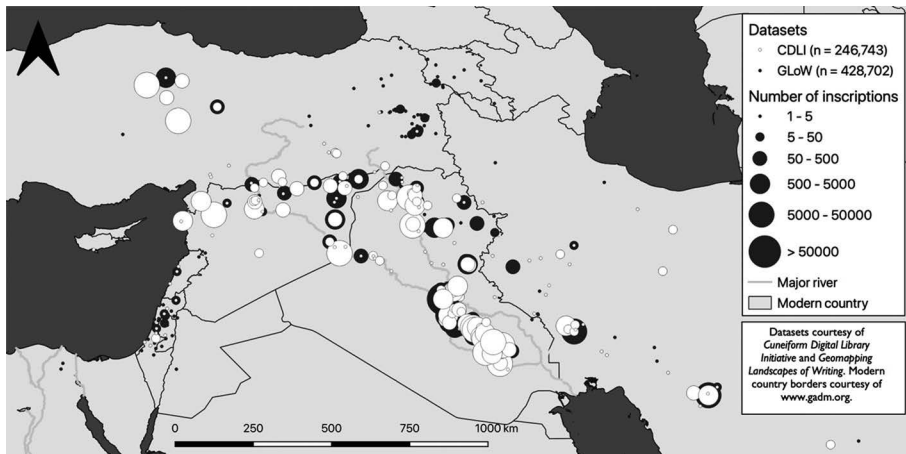 Datasets
CDLI (n = 246,743)
GLoW (n = 428,702)
Number of inscriptions
1 - 5
5 - 50
50 - 500
500 - 5000
5000 - 50000
> 50000
Major river
Modern country
Datasets courtesy of
Cuneiform Digital Library
Initiative and Geomapping
Landscapes of Writing. Modern
country borders courtesy of
www.gadm.org.
0 250 500 750 1000 km